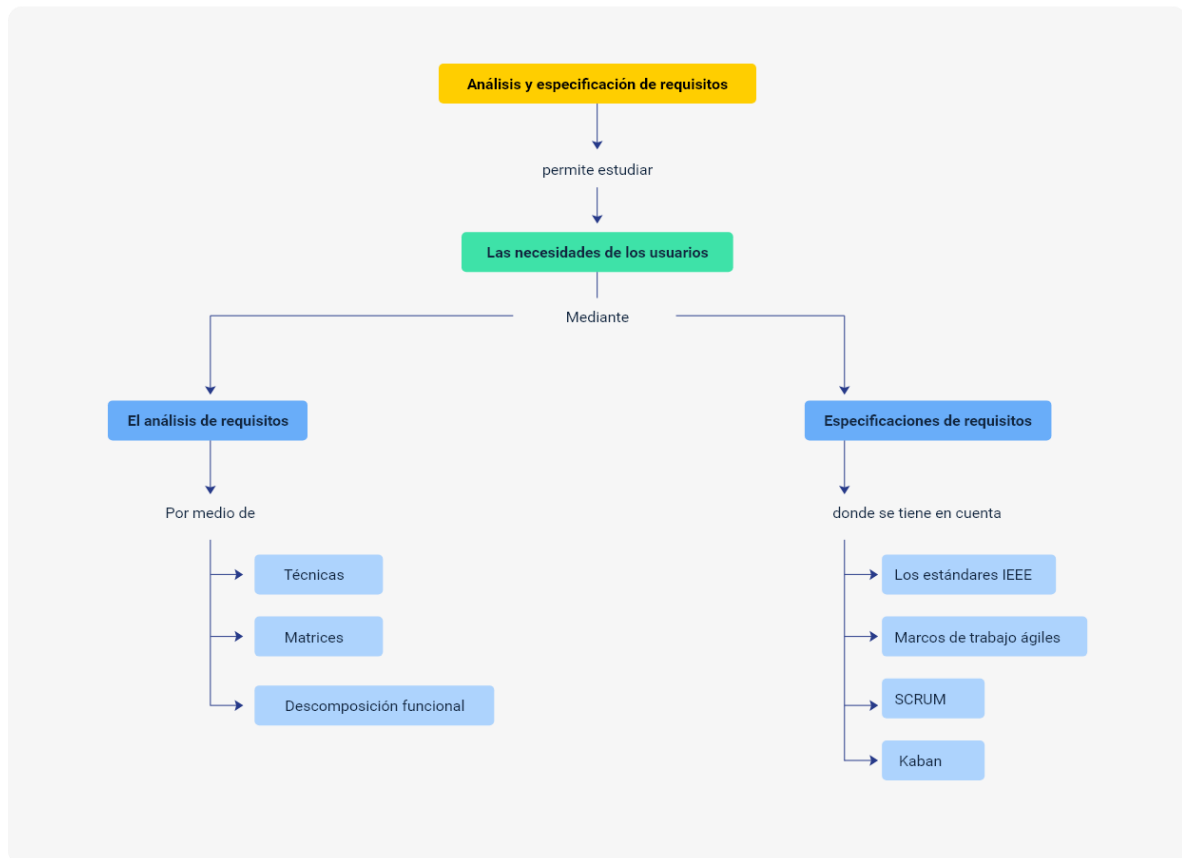 Análisis y especificación de requisitos
permite estudiar
Las necesidades de los usuarios
Mediante
El análisis de requisitos
Por medio de
Técnicas
Matrices
Descomposición funcional
Especificaciones de requisitos
donde se tiene en cuenta
Los estándares IEEE
Marcos de trabajo ágiles
SCRUM
Kaban